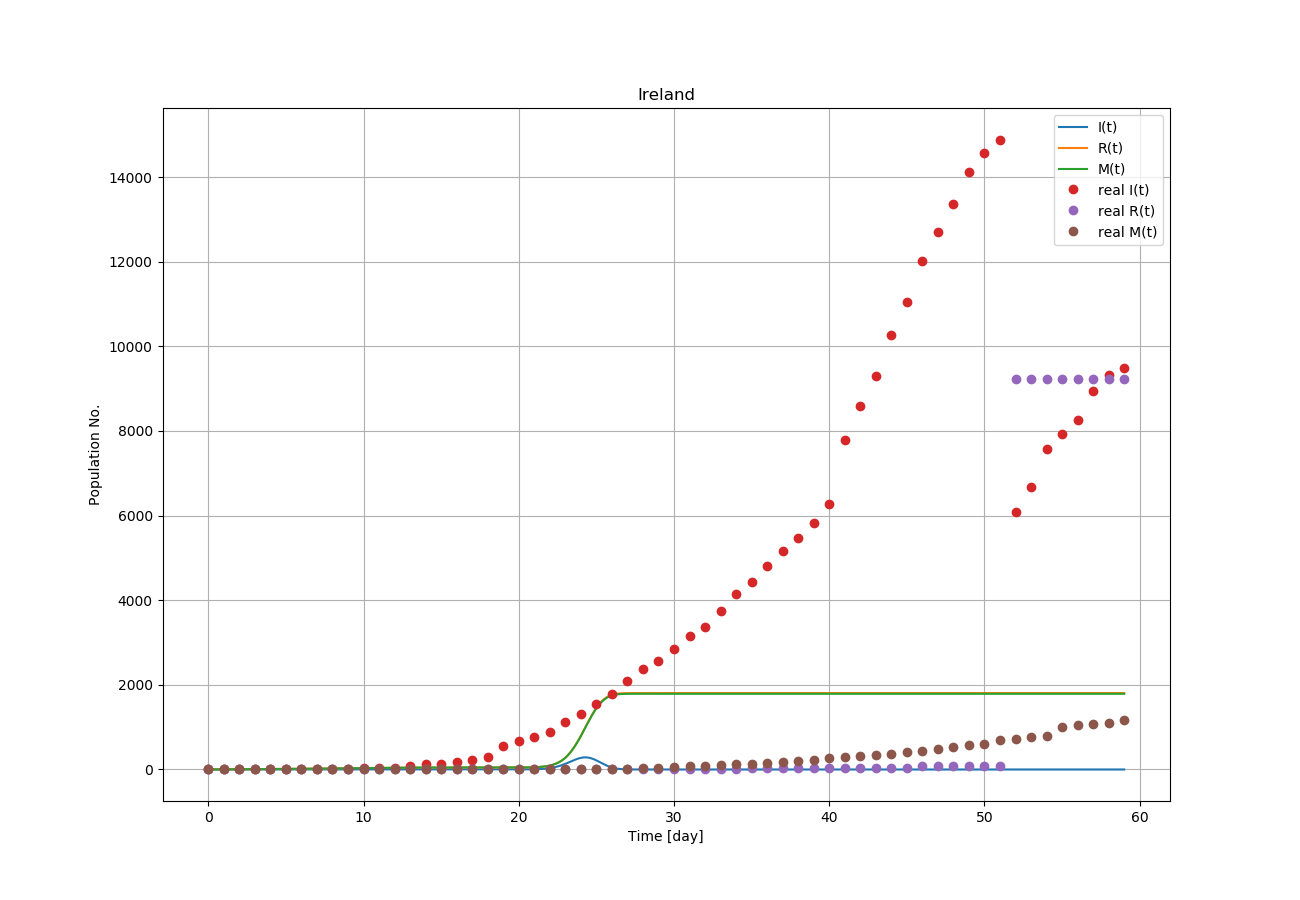 Ireland
I(t)
R(t)
M(t)
real I(t)
real R(t)
real M(t)
14000
12000
10000
8000
6000
4000
2000
0
Population No.
0 10 20 30 40 50 60
Time [day]